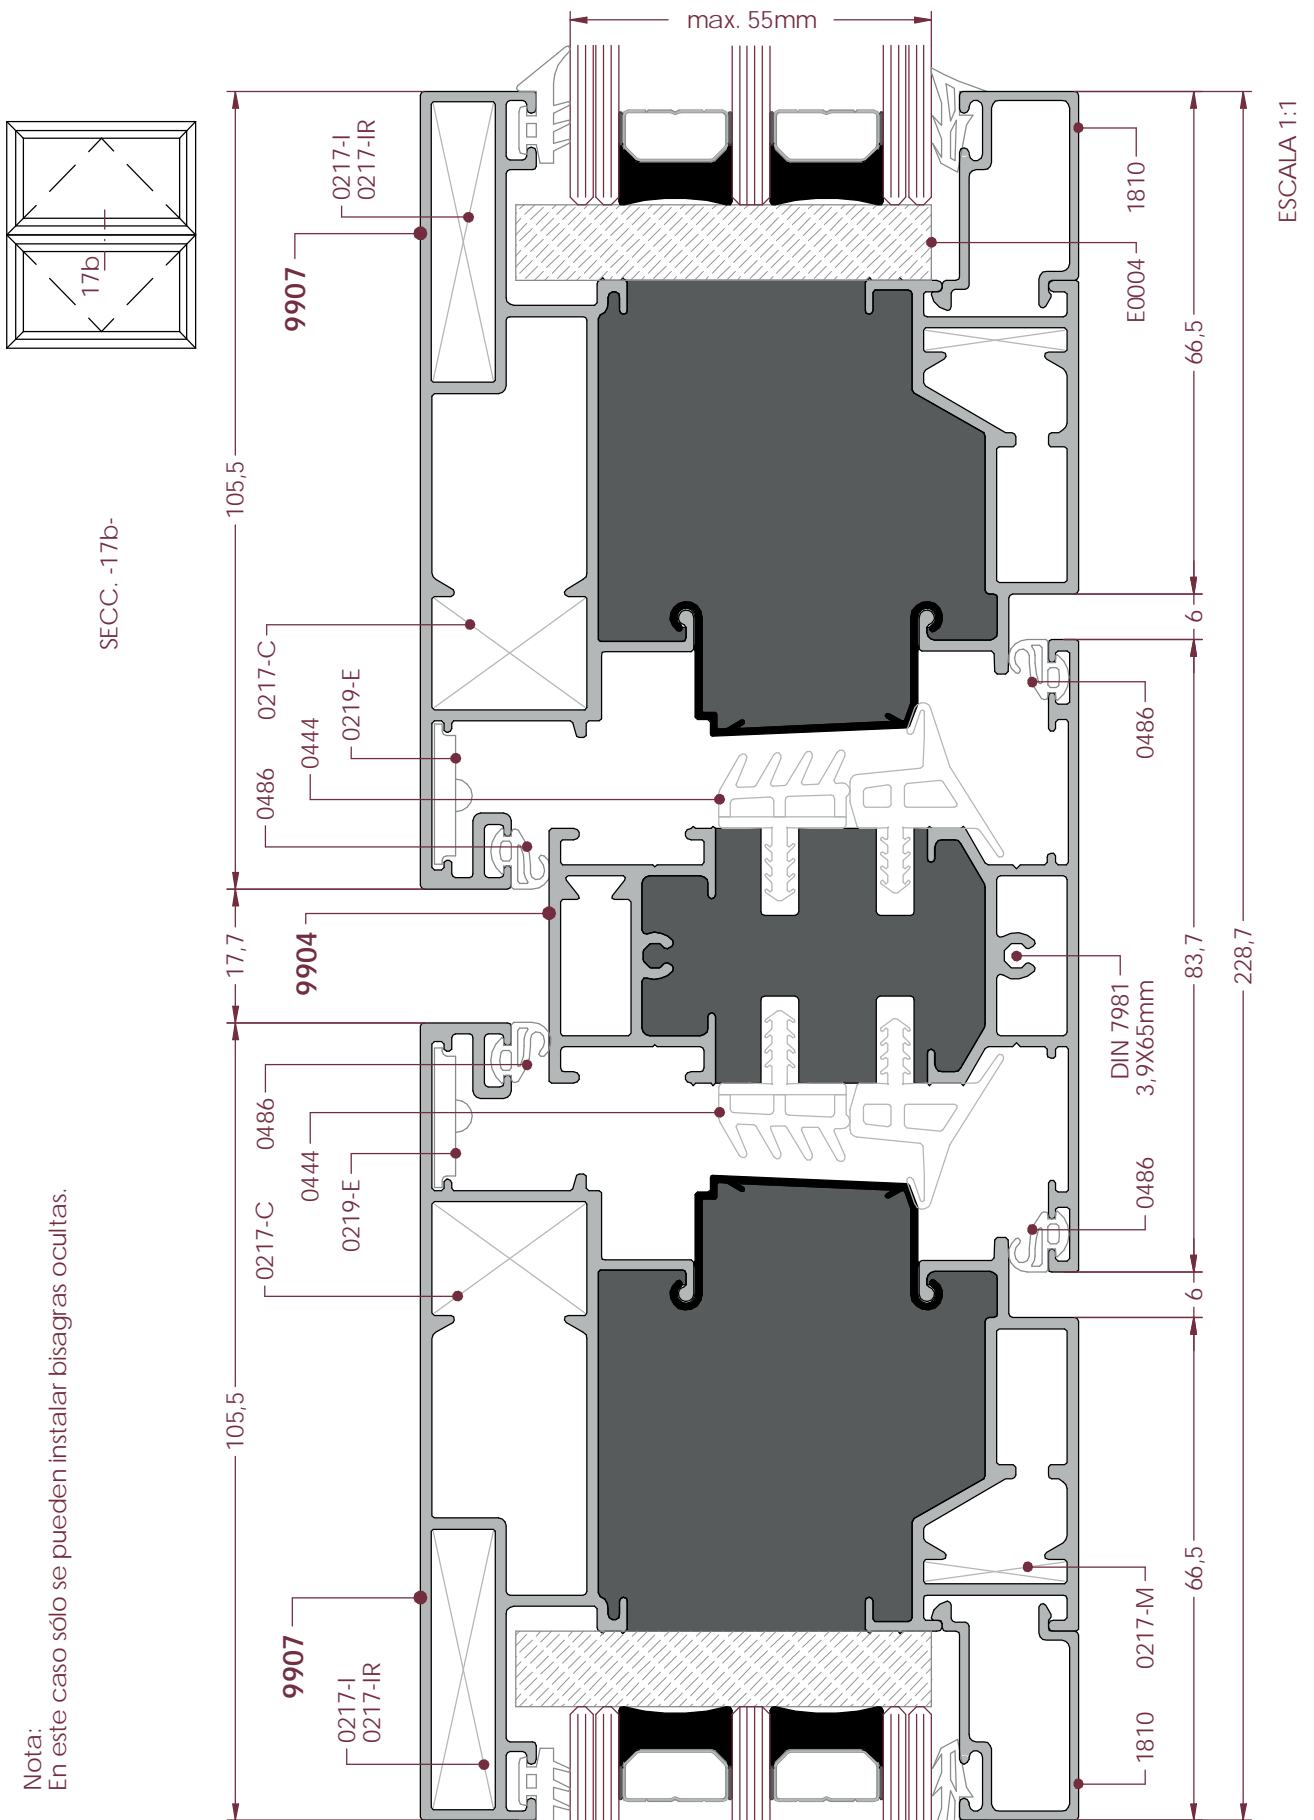 Nota:
En este caso sólo se pueden instalar bisagras ocultas.
SECC. -17b-
17b
ESCALA 1:1
105,5
17,7
105,5
9907
0217-I
0217-IR
0217-C
0444
0219-E
0486
9904
0486
0444
0219-E
0217-C
9907
0217-I
0217-IR
max. 55mm
1810
E0004
0486
DIN 7981
3,9X65mm
0486
0217-M
1810
66,5
6
83,7
6
66,5
228,7